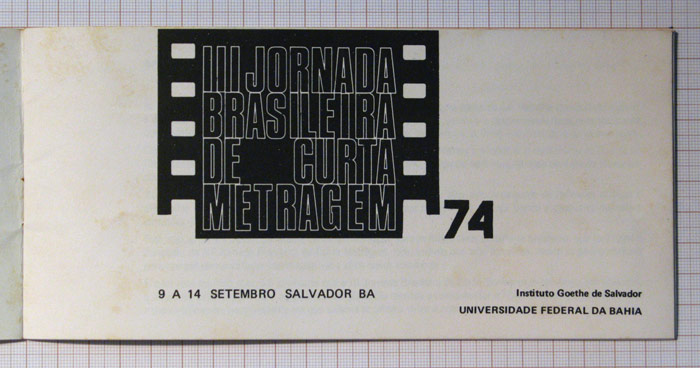 III JORNADA
BRASILEIRA
DE CURTA
METRAGEM
74
9 A 14 SETEMBRO SALVADOR BA
Instituto Goethe de Salvador
UNIVERSIDADE FEDERAL DA BAHIA